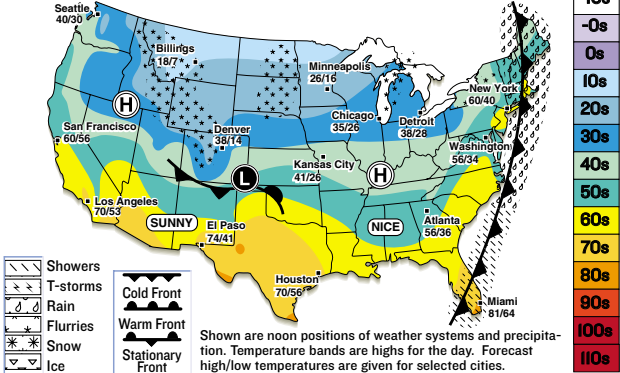 Seattle
40/30
Billings
18/7
Minneapolis
26/16
New York
60/40
H
Chicago
35/26
Detroit
38/28
San Francisco
60/56
Denver
38/14
Washington
56/34
Kansas City
41/26
H
L
Los Angeles
70/53
SUNNY
El Paso
74/41
NICE
Atlanta
56/36
Houston
70/56
Miami
81/64
-0s
0s
10s
20s
30s
40s
50s
60s
70s
80s
90s
100s
110s
Showers
T-storms
Rain
Flurries
Snow
Ice
Cold Front
Warm Front
Stationary
Front
Shown are noon positions of weather systems and precipita-
tion. Temperature bands are highs for the day. Forecast
high/low temperatures are given for selected cities.